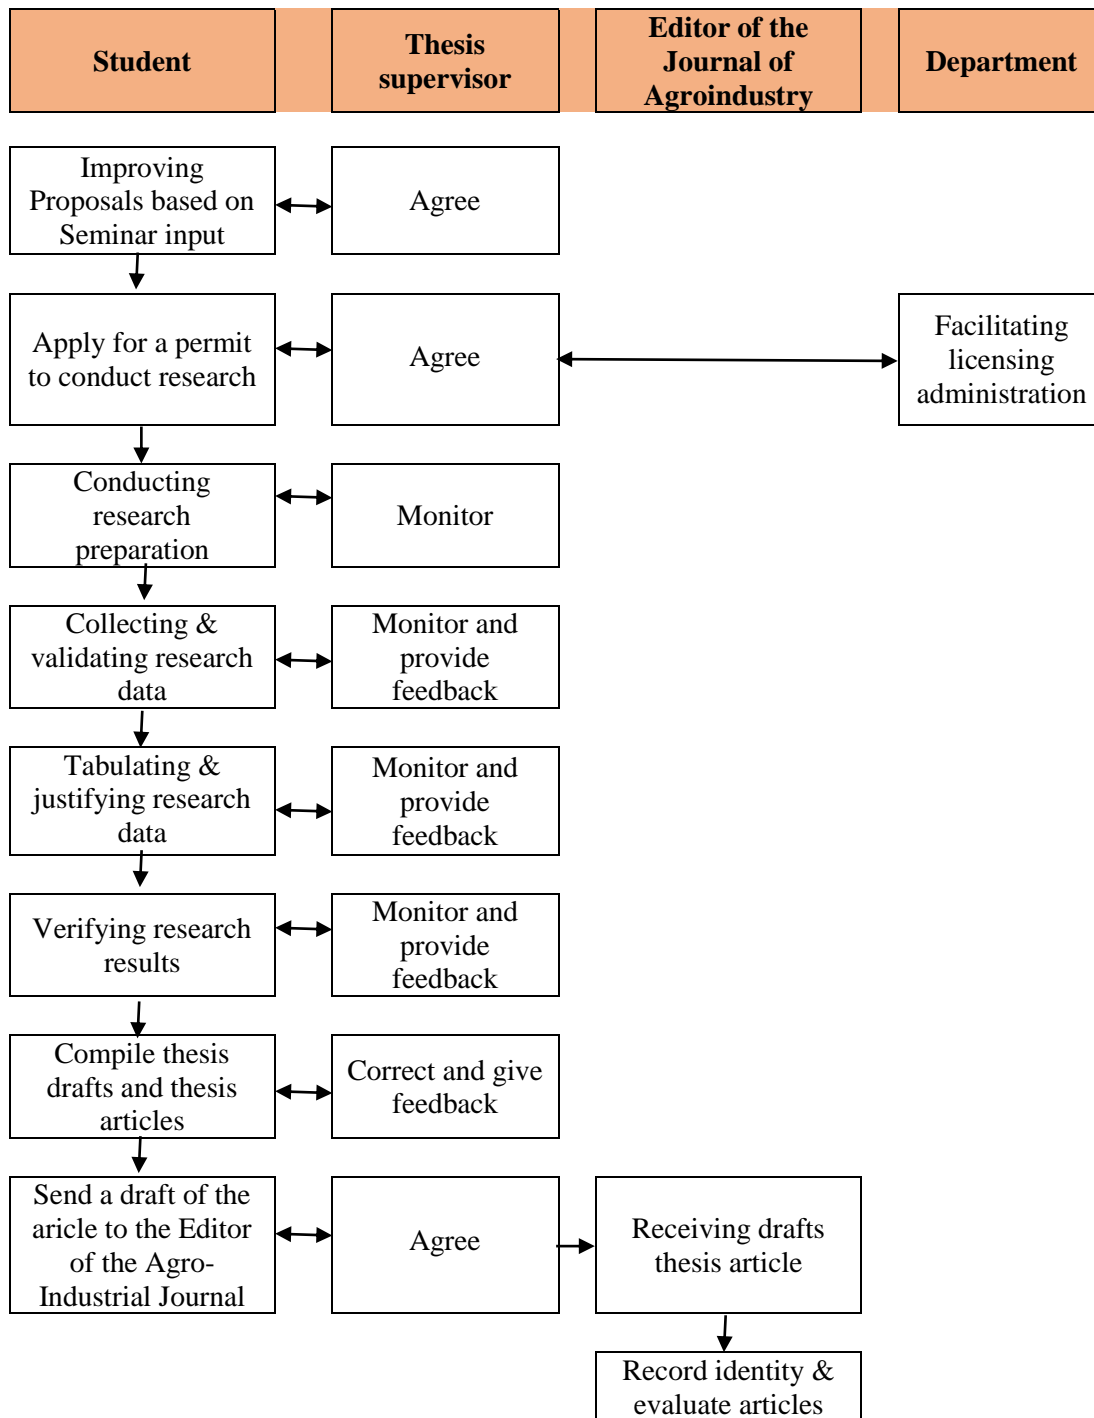 Student
Thesis
supervisor
Editor of the
Journal of
Agroindustry
Department
Improving
Proposals based on
Seminar input
Agree
Apply for a permit
to conduct research
Agree
Facilitating
licensing
administration
Conducting
research
preparation
Monitor
Collecting &
validating research
data
Monitor and
provide
feedback
Tabulating &
justifying research
data
Monitor and
provide
feedback
Verifying research
results
Monitor and
provide
feedback
Compile thesis
drafts and thesis
articles
Correct and give
feedback
Send a draft of the
aricle to the Editor
of the Agro-
Industrial Journal
Agree
Receiving drafts
thesis article
Record identity &
evaluate articles